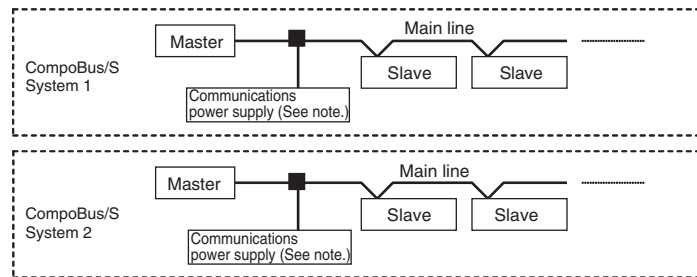 Main line
Master
CompoBus/S
System 1
Slave
Slave
Communications
power supply (See note.)
Main line
Master
CompoBus/S
System 2
Slave
Slave
Communications
power supply (See note.)